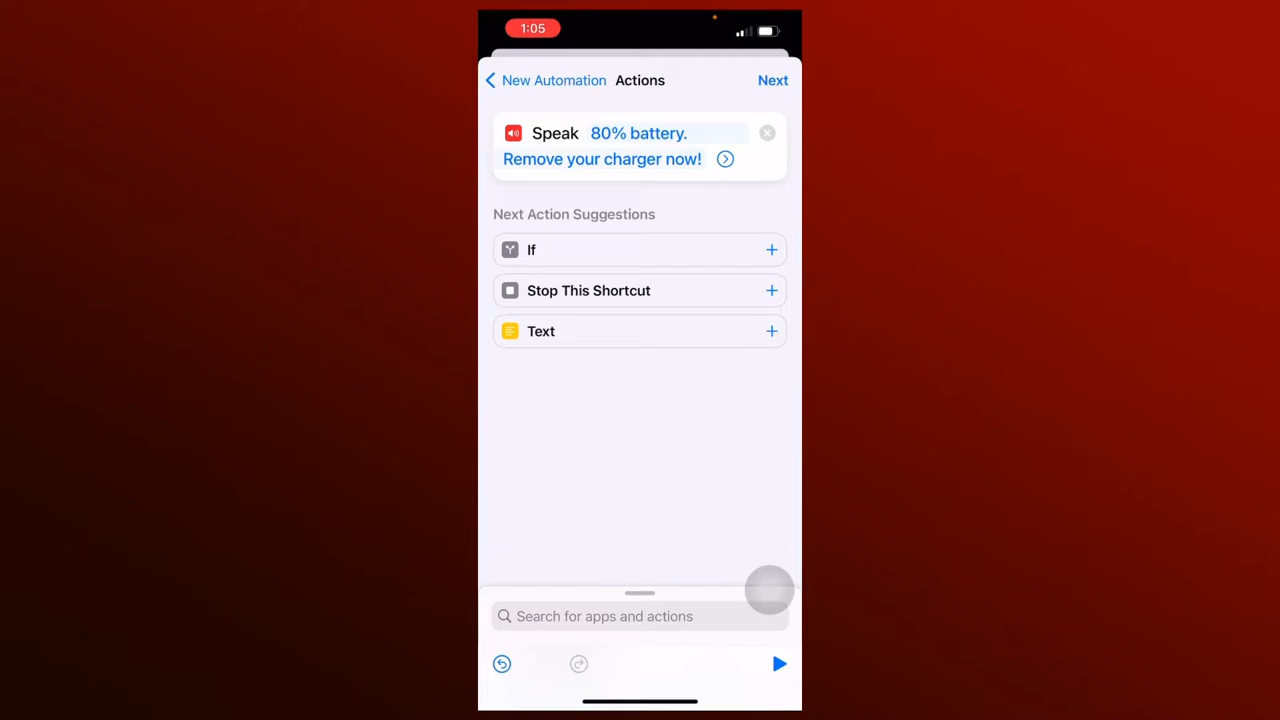 1:05
New Automation Actions Next
Speak 80% battery.
Remove your charger now!
Next Action Suggestions
If
Stop This Shortcut
Text
Search for apps and actions